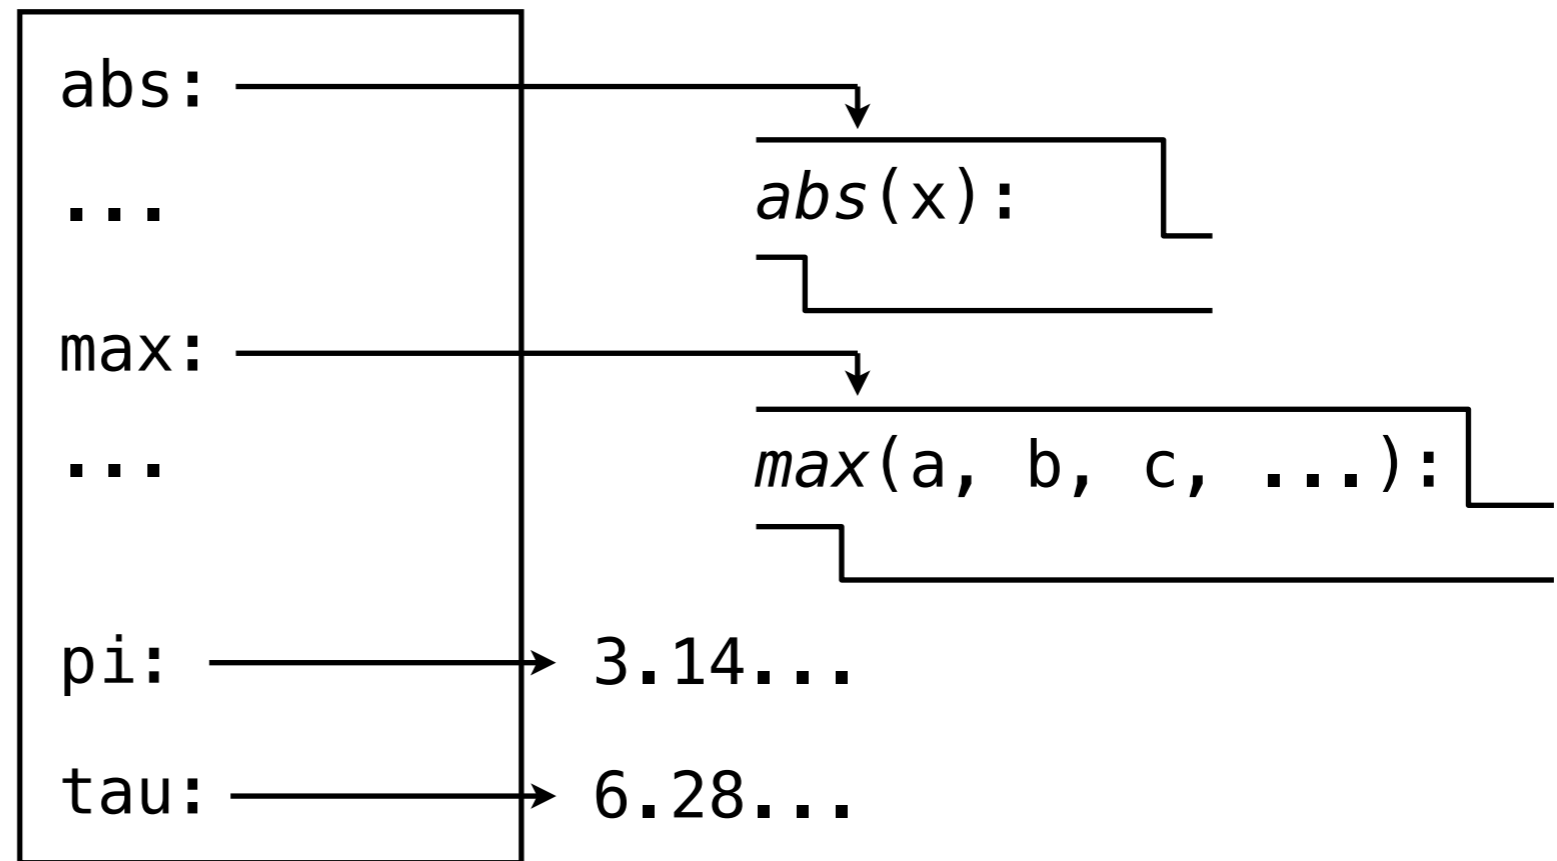 abs:
abs(x):
...
max:
max(a, b, c, ...):
...
pi: 3.14...
tau: 6.28...